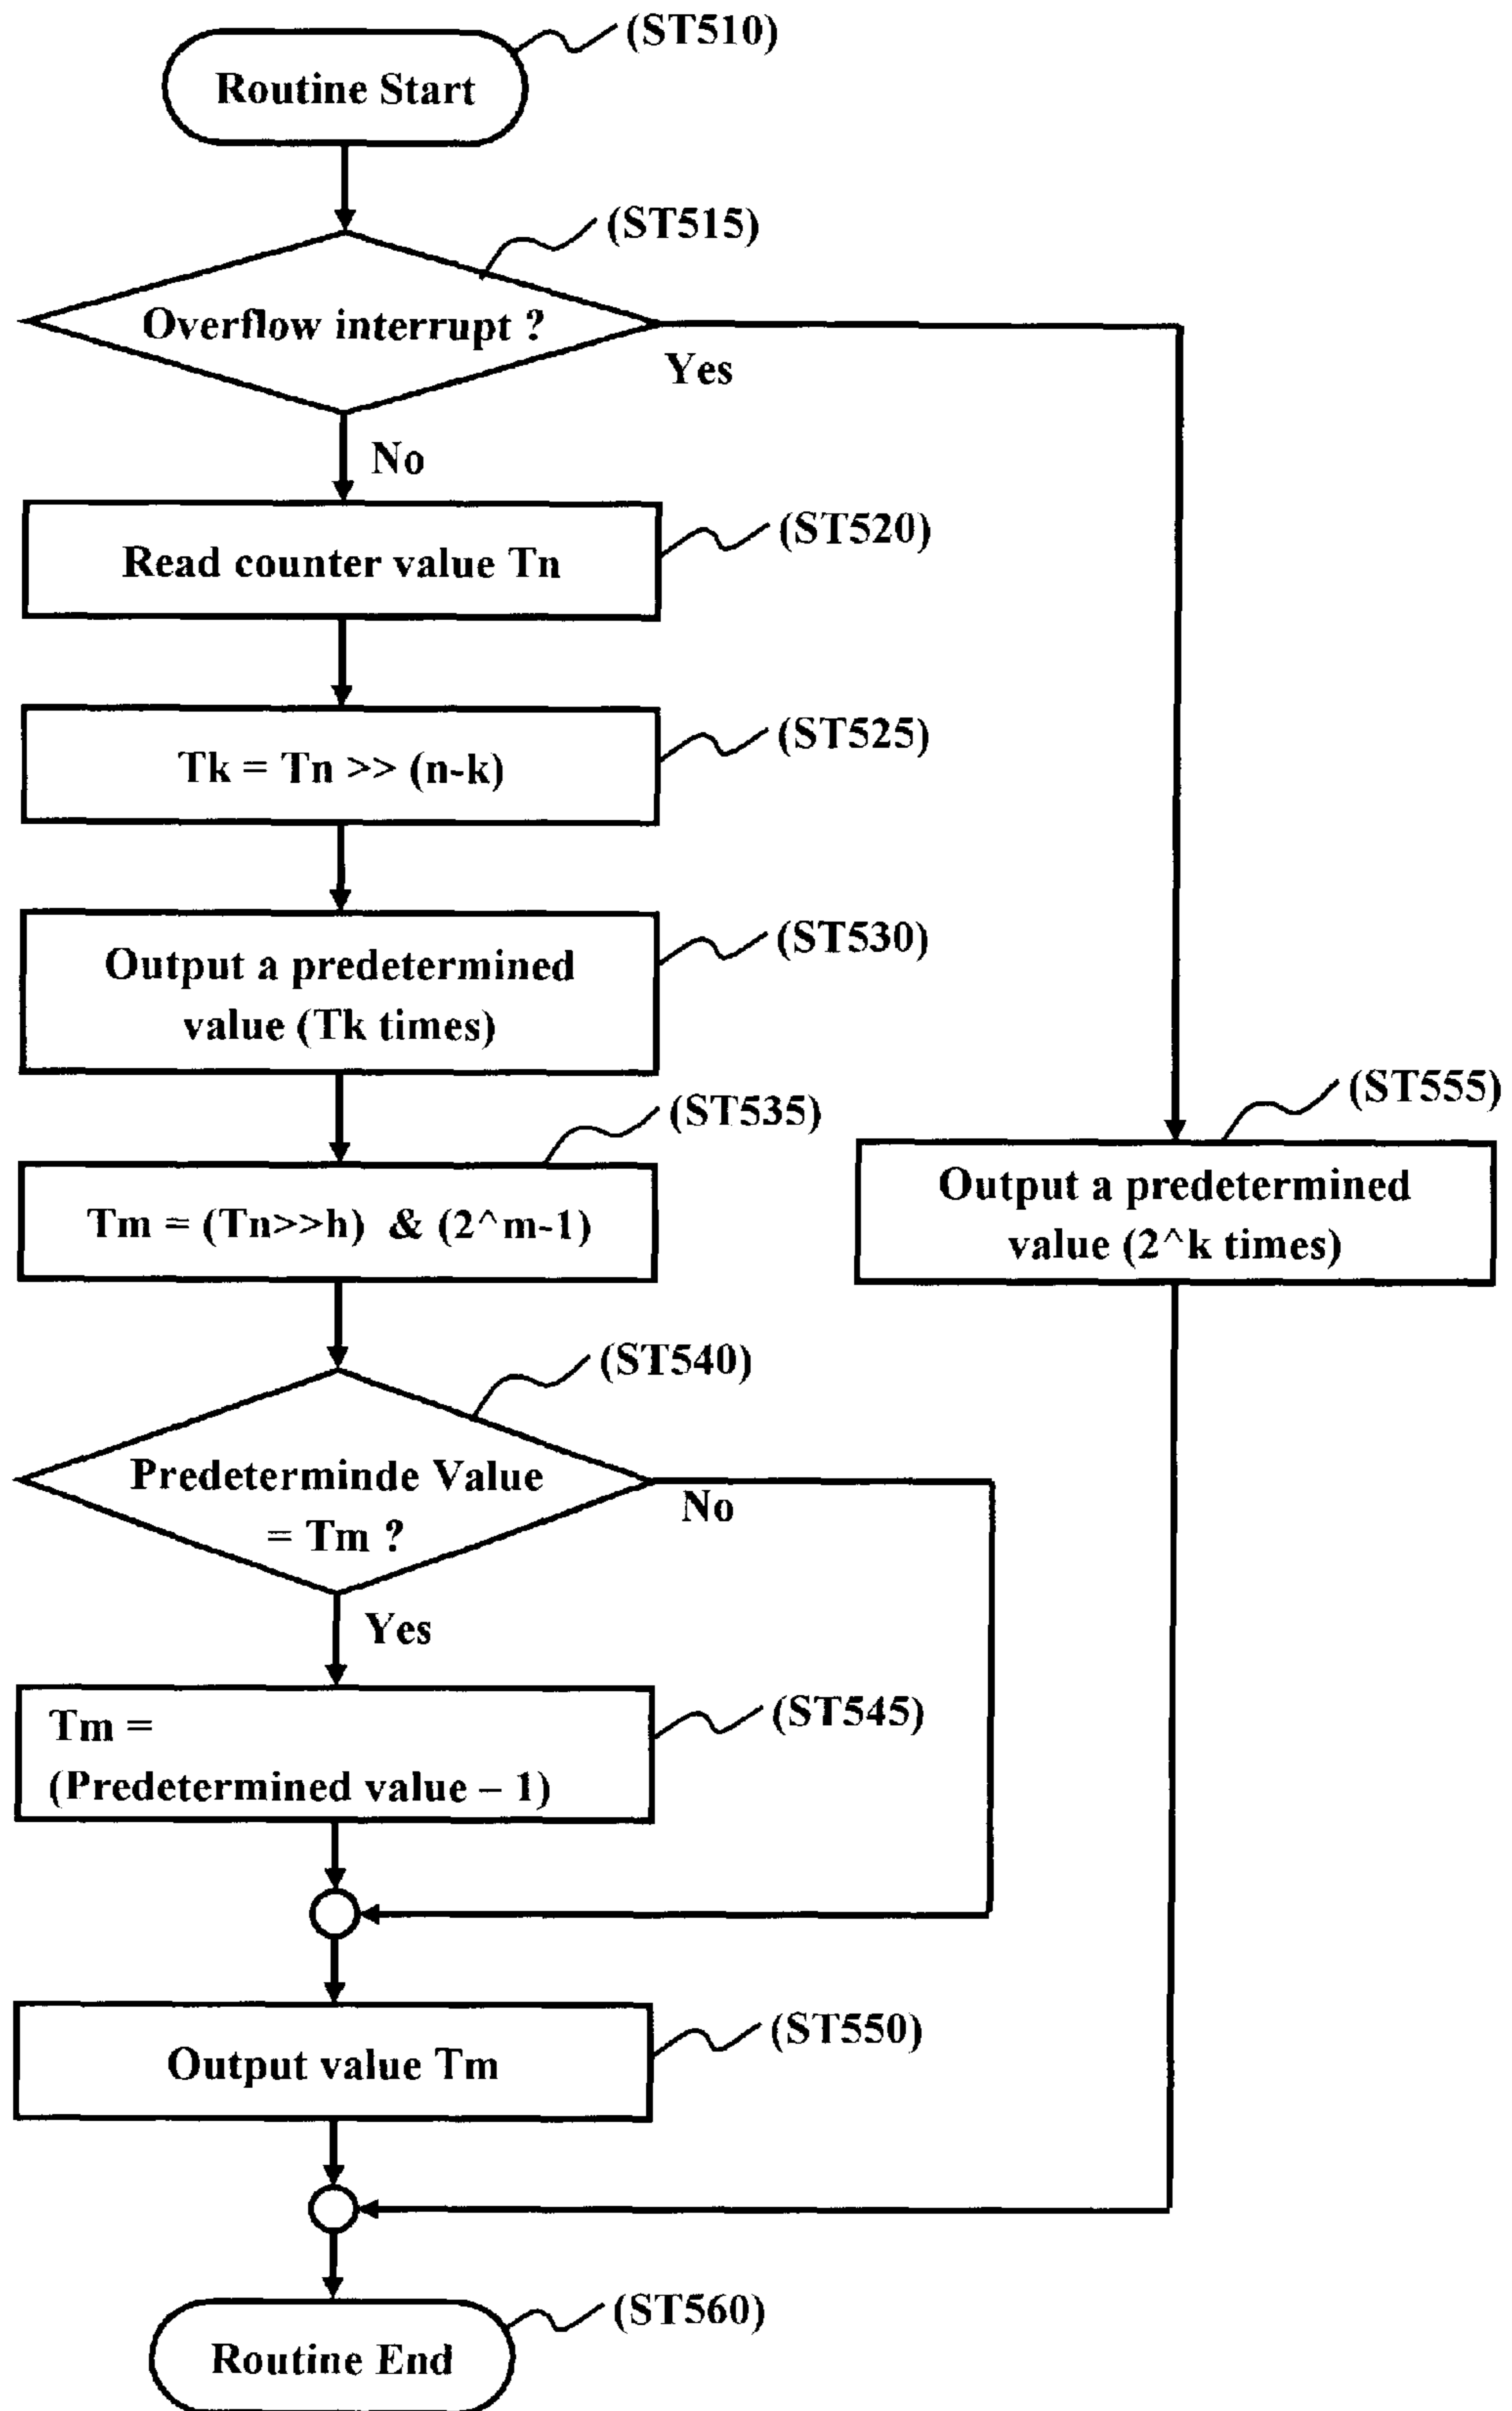 (ST510)
Routine Start
(ST515)
Overflow interrupt ?
Yes
No
(ST520)
Read counter value Tn
(ST525)
Tk = Tn >> (n-k)
(ST530)
Output a predetermined
value (Tk times)
(ST535)
Tm = (Tn>>h) & (2^m-1)
(ST555)
Output a predetermined
value (2^k times)
(ST540)
Predeterminde Value
= Tm ?
No
Yes
(ST545)
Tm =
(Predetermined value – 1)
(ST550)
Output value Tm
(ST560)
Routine End